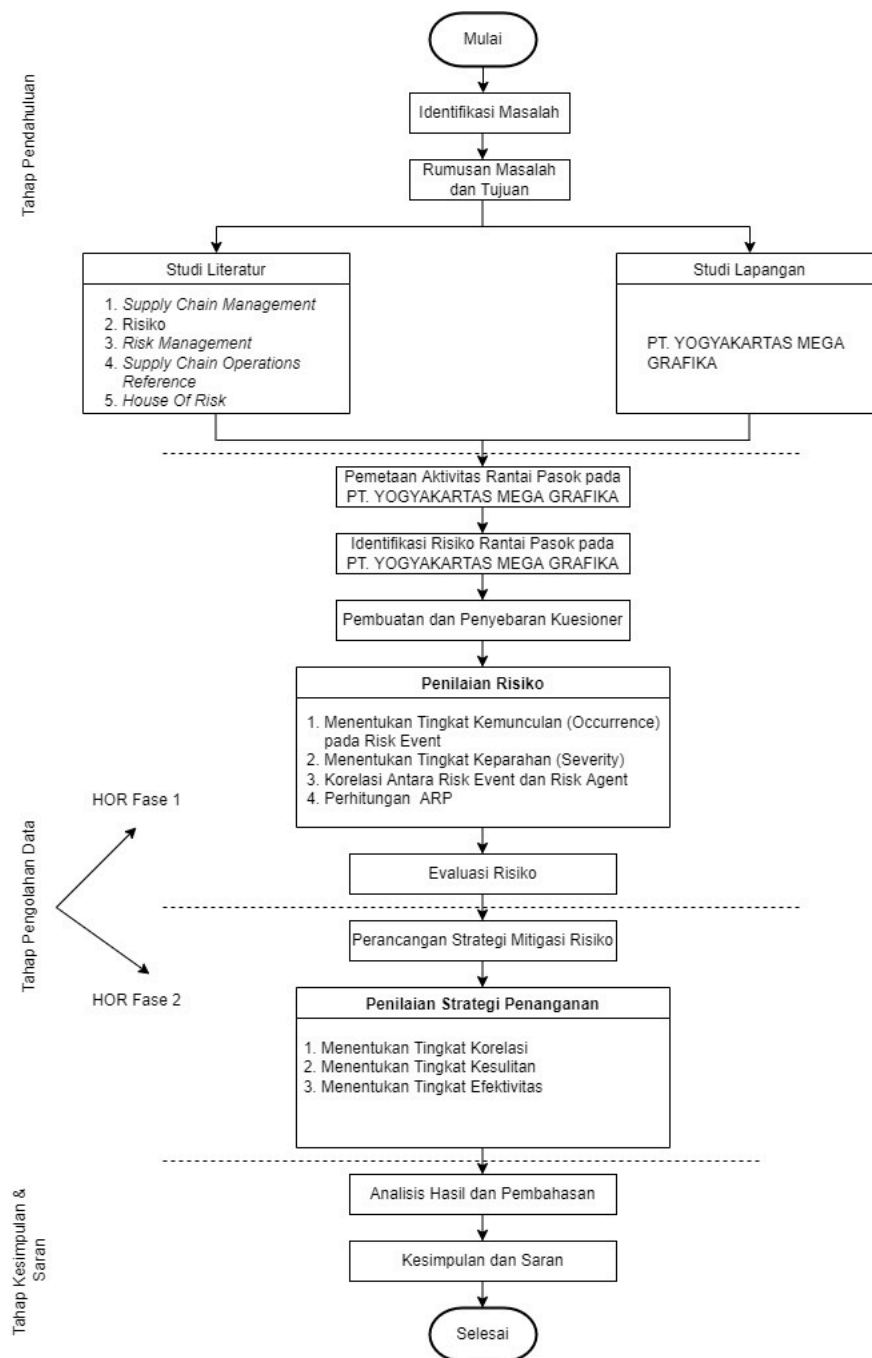 Mulai
Tahap Pendahuluan
Identifikasi Masalah
Rumusan Masalah
dan Tujuan
Studi Literatur
1. Supply Chain Management
2. Risiko
3. Risk Management
4. Supply Chain Operations
Reference
5. House Of Risk
Studi Lapangan
PT. YOGYAKARTAS MEGA
GRAFIKA
Pemetaan Aktivitas Rantai Pasok pada
PT. YOGYAKARTAS MEGA GRAFIKA
Identifikasi Risiko Rantai Pasok pada
PT. YOGYAKARTAS MEGA GRAFIKA
Pembuatan dan Penyebaran Kuesioner
Penilaian Risiko
1. Menentukan Tingkat Kemunculan (Occurrence)
pada Risk Event
2. Menentukan Tingkat Keparahan (Severity)
3. Korelasi Antara Risk Event dan Risk Agent
4. Perhitungan ARP
HOR Fase 1
Tahap Pengolahan Data
Evaluasi Risiko
Perancangan Strategi Mitigasi Risiko
HOR Fase 2
Penilaian Strategi Penanganan
1. Menentukan Tingkat Korelasi
2. Menentukan Tingkat Kesulitan
3. Menentukan Tingkat Efektivitas
Tahap Kesimpulan &
Saran
Analisis Hasil dan Pembahasan
Kesimpulan dan Saran
Selesai